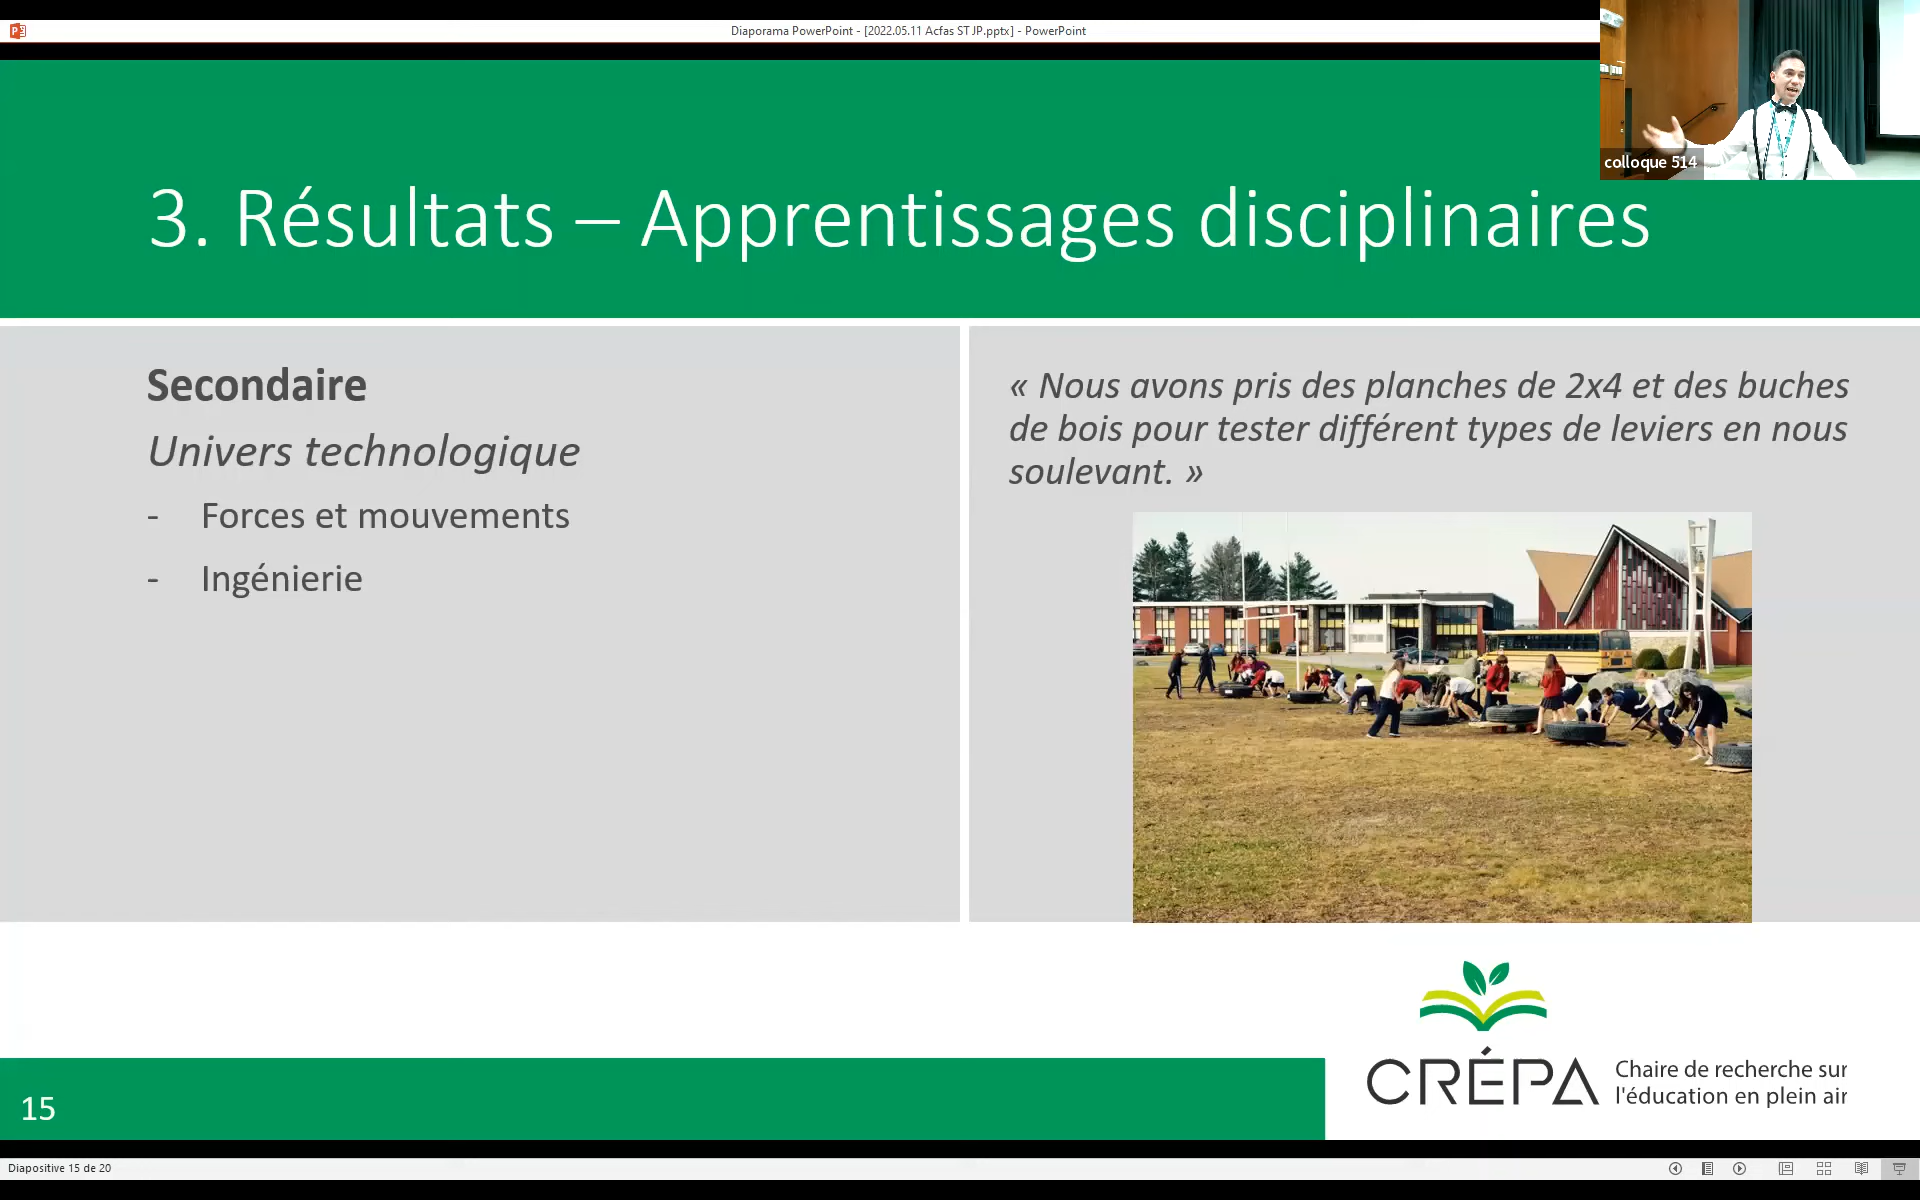 Diaporama PowerPoint - [2022.05.11 Acfas ST JP.pptx] - PowerPoint
colloque 514
3. Résultats – Apprentissages disciplinaires
Secondaire
Univers technologique
- Forces et mouvements
- Ingénierie
« Nous avons pris des planches de 2x4 et des buches
de bois pour tester différent types de leviers en nous
soulevant. »
CRÉPA
Chaire de recherche sur
l'éducation en plein air
15
Diapositive 15 de 20